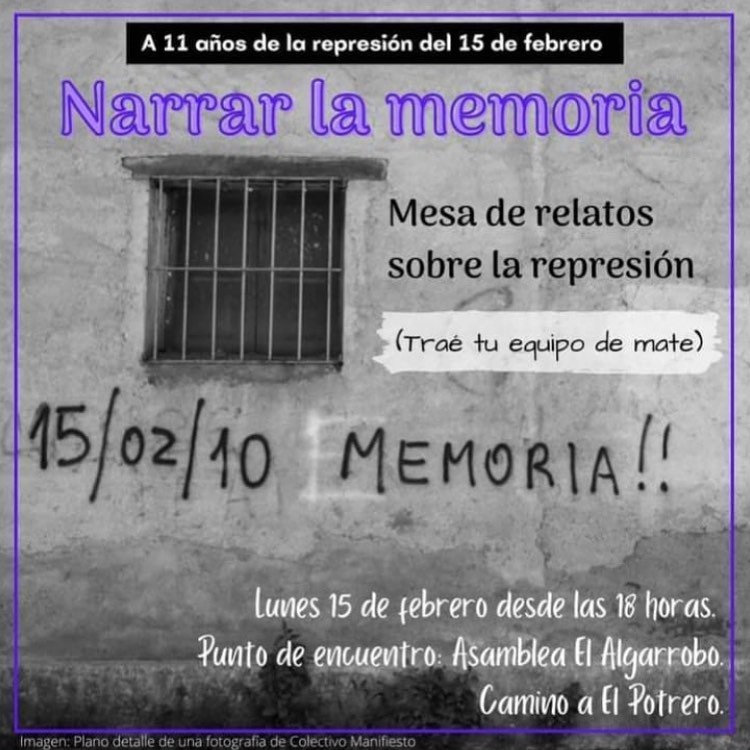 A 11 años de la represión del 15 de febrero
Narrar la memoria
Mesa de relatos
sobre la represión
(Traé tu equipo de mate)
15/02/10 MEMORIA!!
Lunes 15 de febrero desde las 18 horas.
Punto de encuentro: Asamblea El Algarrobo.
Camino a El Potrero.
Imagen: Plano detalle de una fotografía de Colectivo Manifiesto